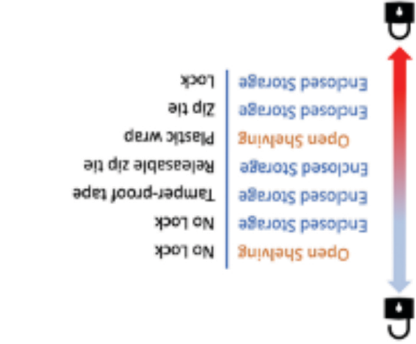 Open Shelving No Lock
Enclosed Storage No Lock
Enclosed Storage Tamper-proof tape
Enclosed Storage Releasable zip tie
Open Shelving Plastic wrap
Enclosed Storage Zip tie
Enclosed Storage Lock